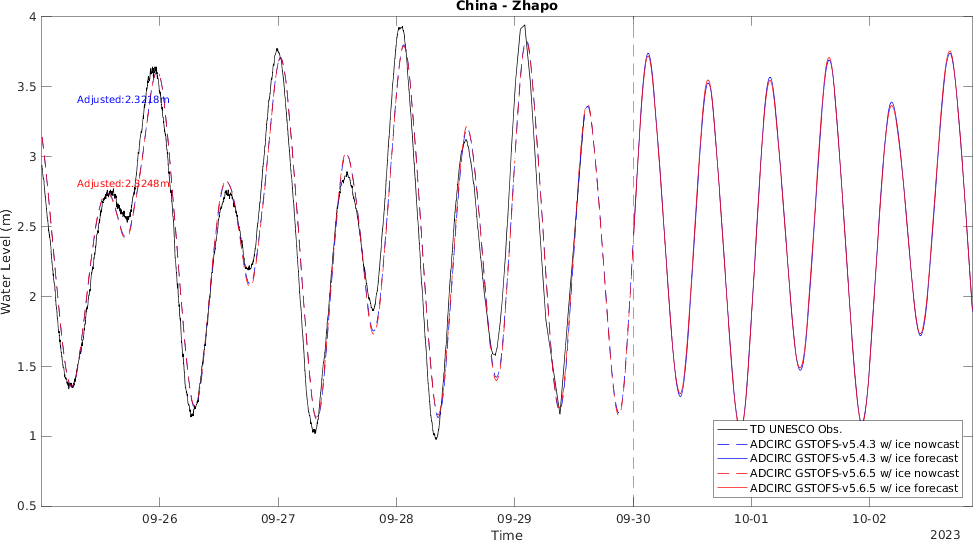 China - Zhapo
4
3.5
3
2.5
2
1.5
1
0.5
Water Level (m)
Adjusted:2.3218m
Adjusted:2.3248m
09-26
09-27
09-28
09-29
09-30
10-01
10-02
Time
2023
TD UNESCO Obs.
ADCIRC GSTOFS-v5.4.3 w/ ice nowcast
ADCIRC GSTOFS-v5.4.3 w/ ice forecast
ADCIRC GSTOFS-v5.6.5 w/ ice nowcast
ADCIRC GSTOFS-v5.6.5 w/ ice forecast